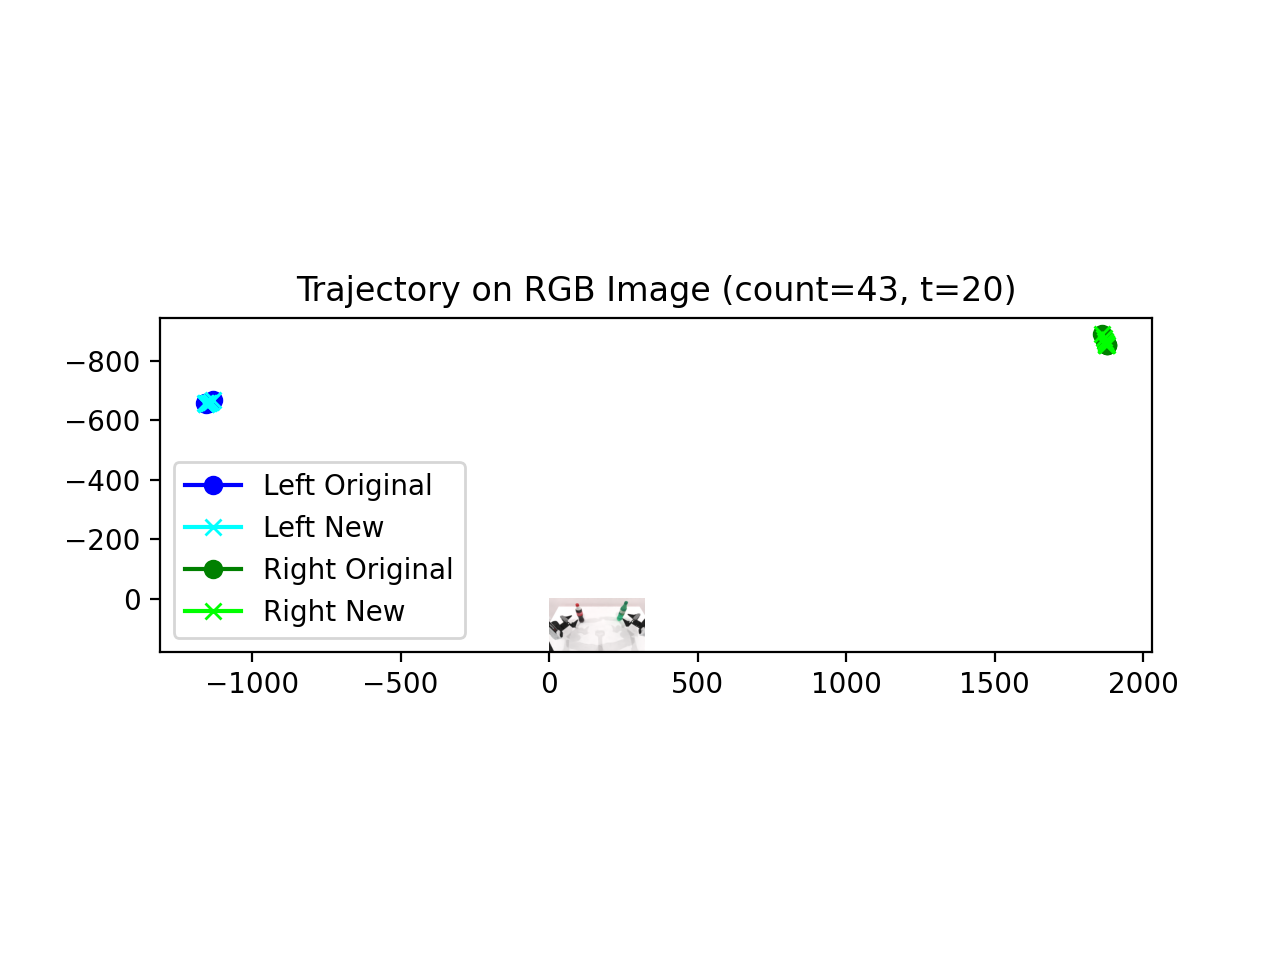 Trajectory on RGB Image (count=43, t=20)
−800
−600
−400
−200
0
Left Original
Left New
Right Original
Right New
−1000 −500 0 500 1000 1500 2000